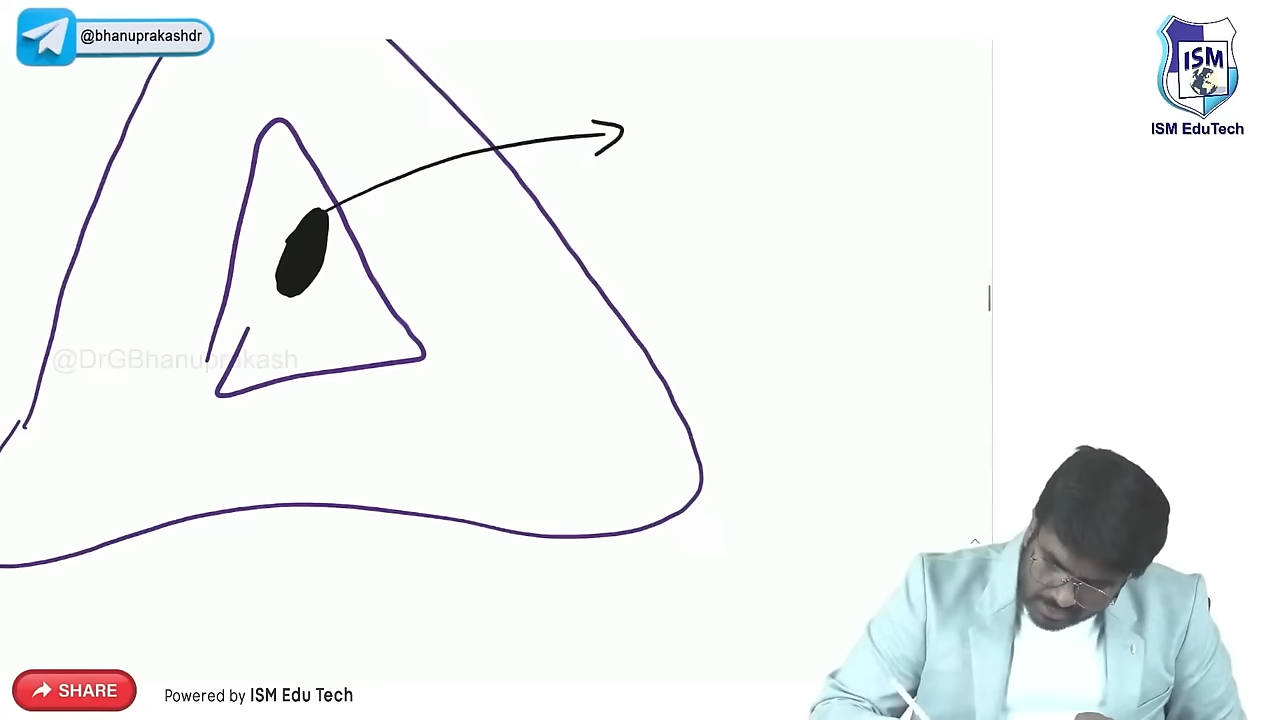 @bhanuprakashdr
ISM
ISM EduTech
@DrGBhanuprakash
SHARE
Powered by ISM Edu Tech